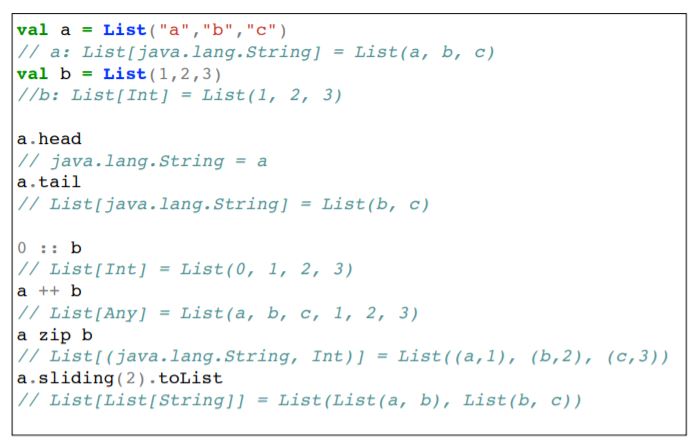 val a = List("a","b","c")
// a: List[java.lang.String] = List(a, b, c)
val b = List(1,2,3)
//b: List[Int] = List(1, 2, 3)
a.head
// java.lang.String = a
a.tail
// List[java.lang.String] = List(b, c)
0 :: b
// List[Int] = List(0, 1, 2, 3)
a ++ b
// List[Any] = List(a, b, c, 1, 2, 3)
a zip b
// List[(java.lang.String, Int)] = List((a,1), (b,2), (c,3))
a.sliding(2).toList
// List[List[String]] = List(List(a, b), List(b, c))